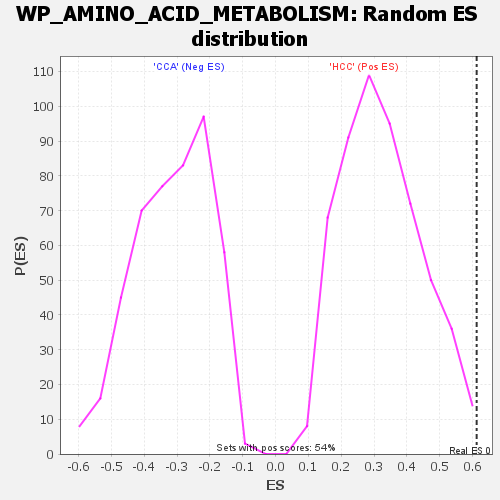 WP_AMINO_ACID_METABOLISM: Random ES
distribution
'CCA' (Neg ES)
'HCC' (Pos ES)
110
100
90
80
70
60
50
40
30
20
10
0
P(ES)
Sets with pos scores: 54%
Real ES 0
-0.6 -0.5 -0.4 -0.3 -0.2 -0.1 0.0 0.1 0.2 0.3 0.4 0.5 0.6
ES